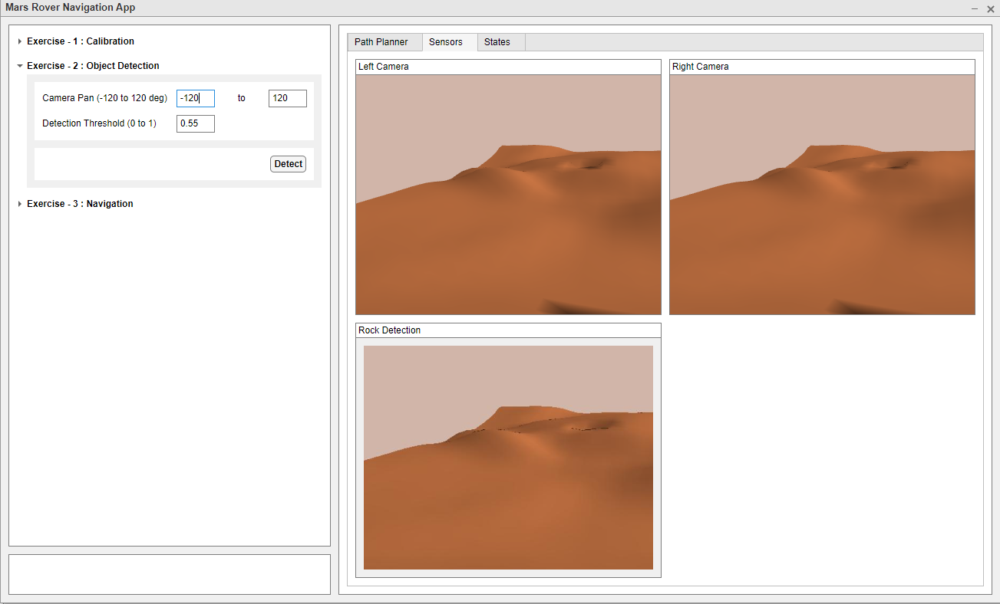 Mars Rover Navigation App
Exercise - 1 : Calibration
Exercise - 2 : Object Detection
Camera Pan (-120 to 120 deg) -120 to 120
Detection Threshold (0 to 1) 0.55
Detect
Exercise - 3 : Navigation
Path Planner Sensors States
Left Camera
Right Camera
Rock Detection